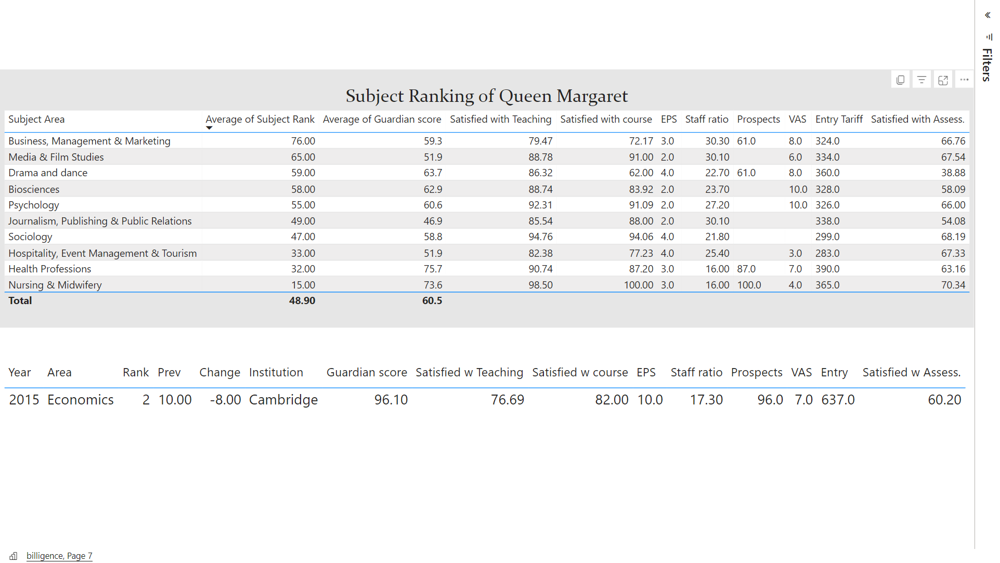 Filters
Subject Ranking of Queen Margaret
Subject Area Average of Subject Rank Average of Guardian score Satisfied with Teaching Satisfied with course EPS Staff ratio Prospects VAS Entry Tariff Satisfied with Assess.
Business, Management & Marketing 76.00 59.3 79.47 72.17 3.0 30.30 61.0 8.0 324.0 66.76
Media & Film Studies 65.00 51.9 88.78 91.00 2.0 30.10 6.0 334.0 67.54
Drama and dance 59.00 63.7 86.32 62.00 4.0 22.70 61.0 8.0 360.0 38.88
Biosciences 58.00 62.9 88.74 83.92 2.0 23.70 10.0 328.0 58.09
Psychology 55.00 60.6 92.31 91.09 2.0 27.20 10.0 326.0 66.00
Journalism, Publishing & Public Relations 49.00 46.9 85.54 88.00 2.0 30.10 338.0 54.08
Sociology 47.00 58.8 94.76 94.06 4.0 21.80 299.0 68.19
Hospitality, Event Management & Tourism 33.00 51.9 82.38 77.23 4.0 25.40 3.0 283.0 67.33
Health Professions 32.00 75.7 90.74 87.20 3.0 16.00 87.0 7.0 390.0 63.16
Nursing & Midwifery 15.00 73.6 98.50 100.00 3.0 16.00 100.0 4.0 365.0 70.34
Total 48.90 60.5
Year Area Rank Prev Change Institution Guardian score Satisfied w Teaching Satisfied w course EPS Staff ratio Prospects VAS Entry Satisfied w Assess.
2015 Economics 2 10.00 -8.00 Cambridge 96.10 76.69 82.00 10.0 17.30 96.0 7.0 637.0 60.20
billigence, Page 7